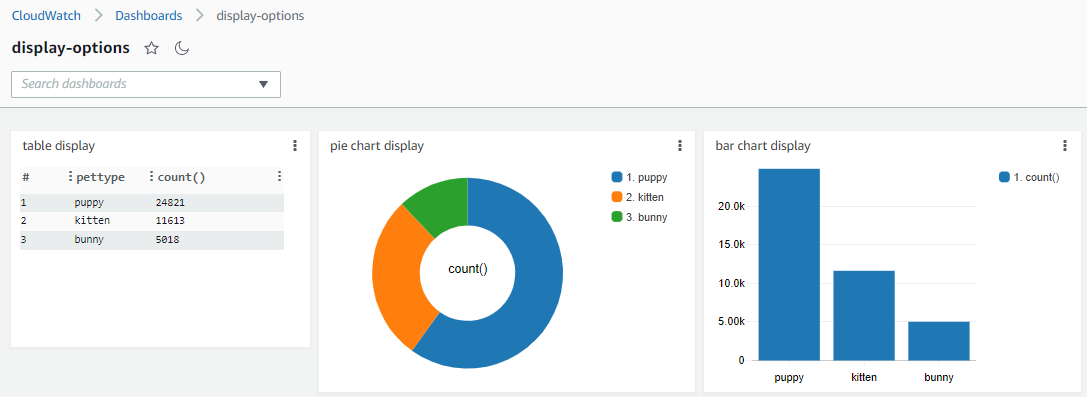 CloudWatch > Dashboards > display-options
display-options
Search dashboards
table display
# pettype count()
1 puppy 24821
2 kitten 11613
3 bunny 5018
pie chart display
1. puppy
2. kitten
3. bunny
count()
bar chart display
1. count()
20.0k
15.0k
10.0k
5.00k
0
puppy kitten bunny